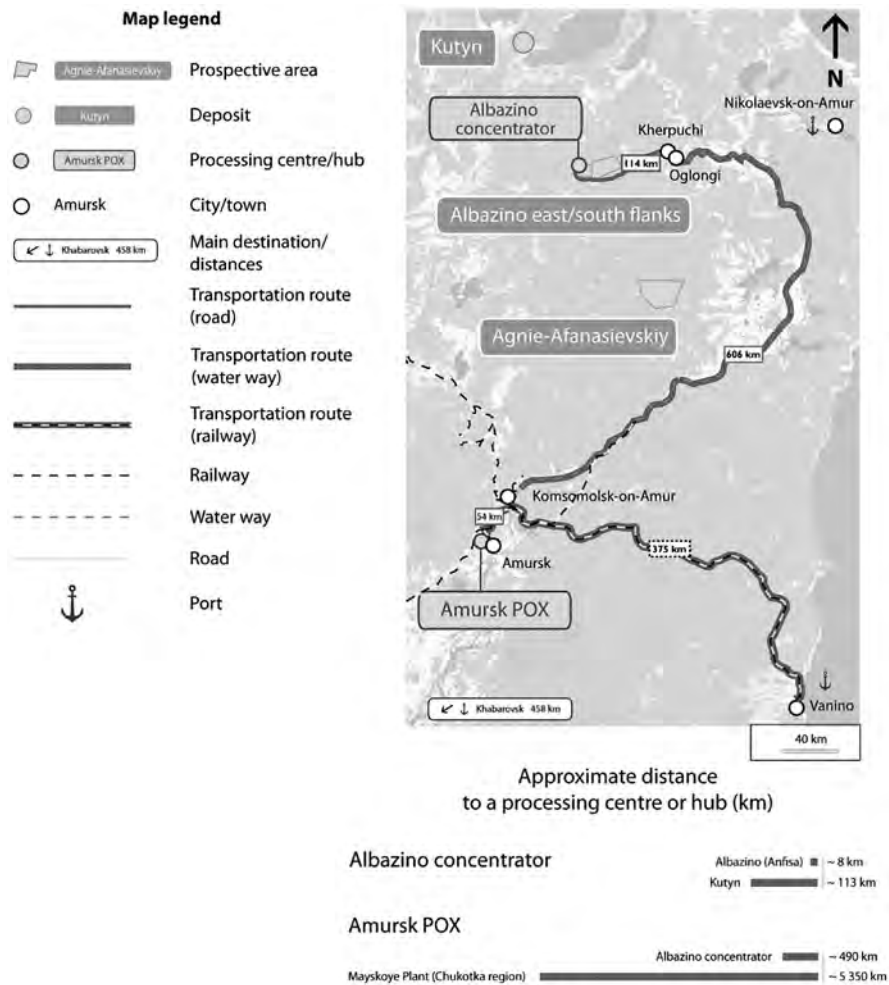 Map legend
Agnie-Afanasievskiy
Prospective area
Kutyn
Deposit
Amursk POX
Processing centre/hub
Amursk
City/town
Khabarovsk 458 km
Main destination/
distances
Transportation route
(road)
Transportation route
(water way)
Transportation route
(railway)
Railway
Water way
Road
Port
Kutyn
N
Nikolaevsk-on-Amur
Albazino
concentrator
Kherpuchi
114 km
Oglongi
Albazino east/south flanks
Agnie-Afanasievskiy
606 km
Komsomolsk-on-Amur
54 km
375 km
Amursk
Amursk POX
Khabarovsk 458 km
Vanino
40 km
Approximate distance
to a processing centre or hub (km)
Albazino concentrator
Albazino (Anfisa) ~ 8 km
Kutyn ~ 113 km
Amursk POX
Albazino concentrator ~ 490 km
Mayskoye Plant (Chukotka region) ~ 5 350 km